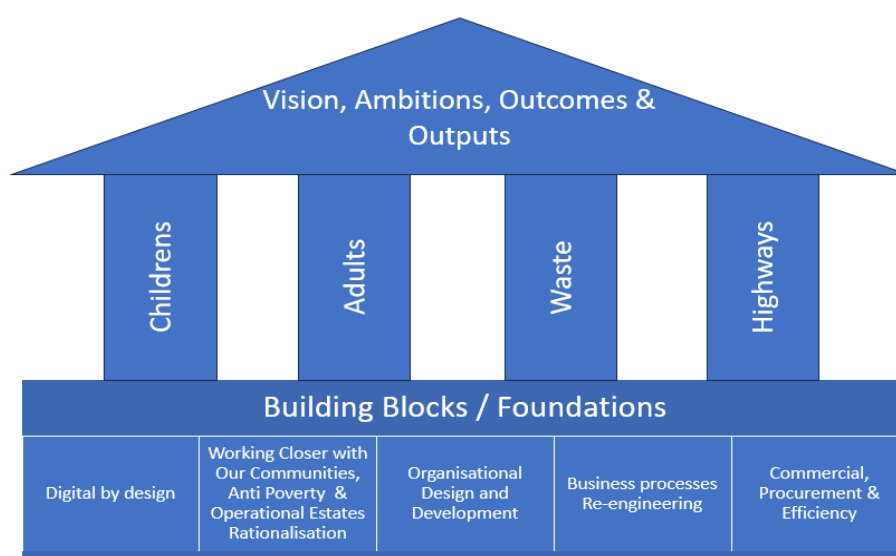 Vision, Ambitions, Outcomes &
Outputs
Childrens
Adults
Waste
Highways
Building Blocks / Foundations
Digital by design
Working Closer with
Our Communities,
Anti Poverty &
Operational Estates
Rationalisation
Organisational
Design and
Development
Business processes
Re-engineering
Commercial,
Procurement &
Efficiency